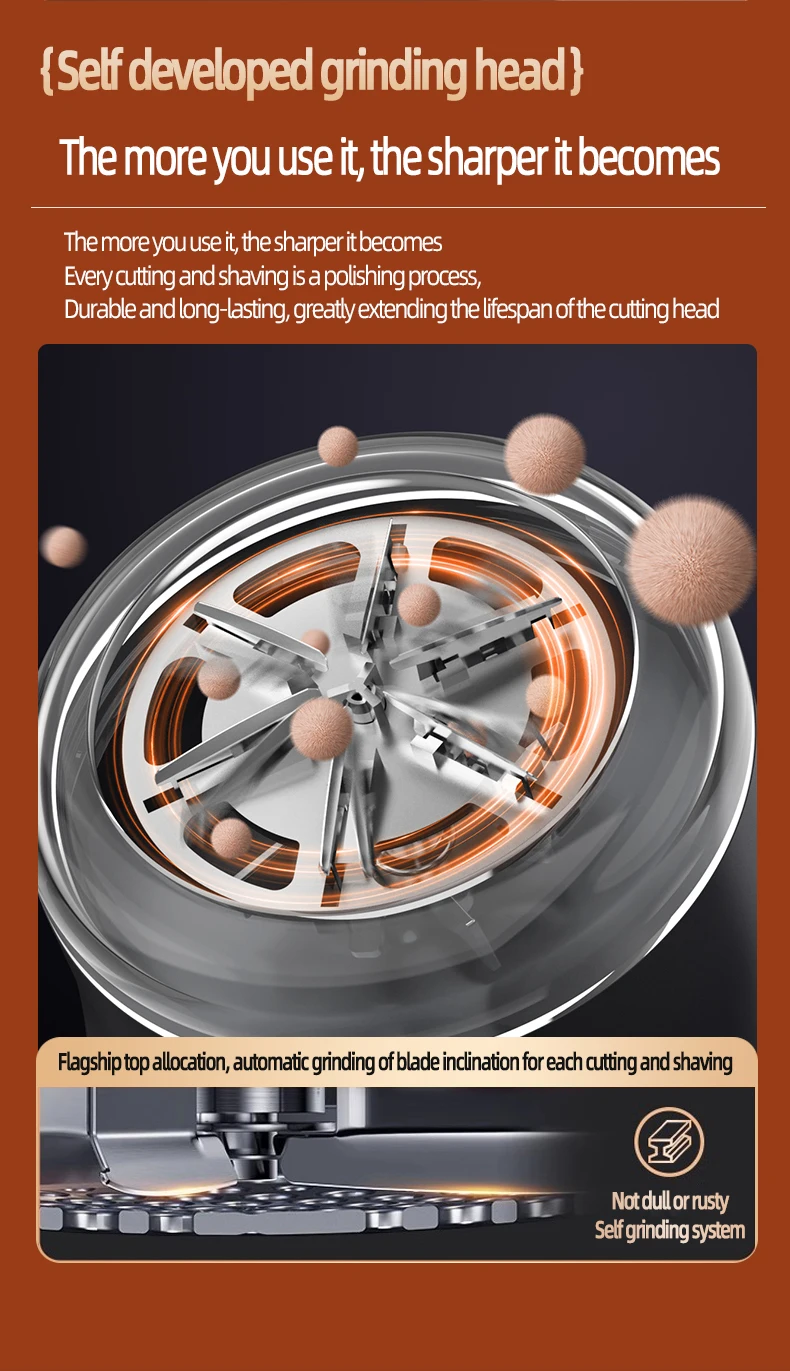 {Self developed grinding head}
The more you use it, the sharper it becomes
The more you use it, the sharper it becomes
Every cutting and shaving is a polishing process,
Durable and long-lasting, greatly extending the lifespan of the cutting head
Flagship top allocation, automatic grinding of blade inclination for each cutting and shaving
Not dull or rusty
Self grinding system